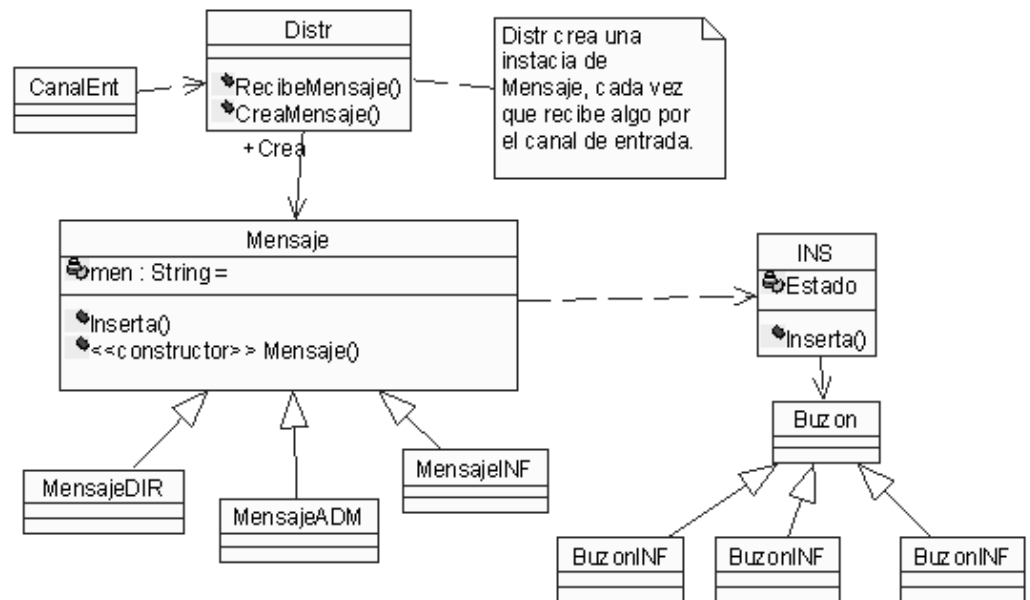 Distr
RecibeMensaje()
CreaMensaje()
CanalEnt
Distr crea una
instacia de
Mensaje, cada vez
que recibe algo por
el canal de entrada.
+Crea
Mensaje
men : String =
Inserta()
<<constructor>> Mensaje()
INS
Estado
Inserta()
Buzon
MensajeDIR
MensajeADM
MensajeINF
BuzonINF
BuzonINF
BuzonINF